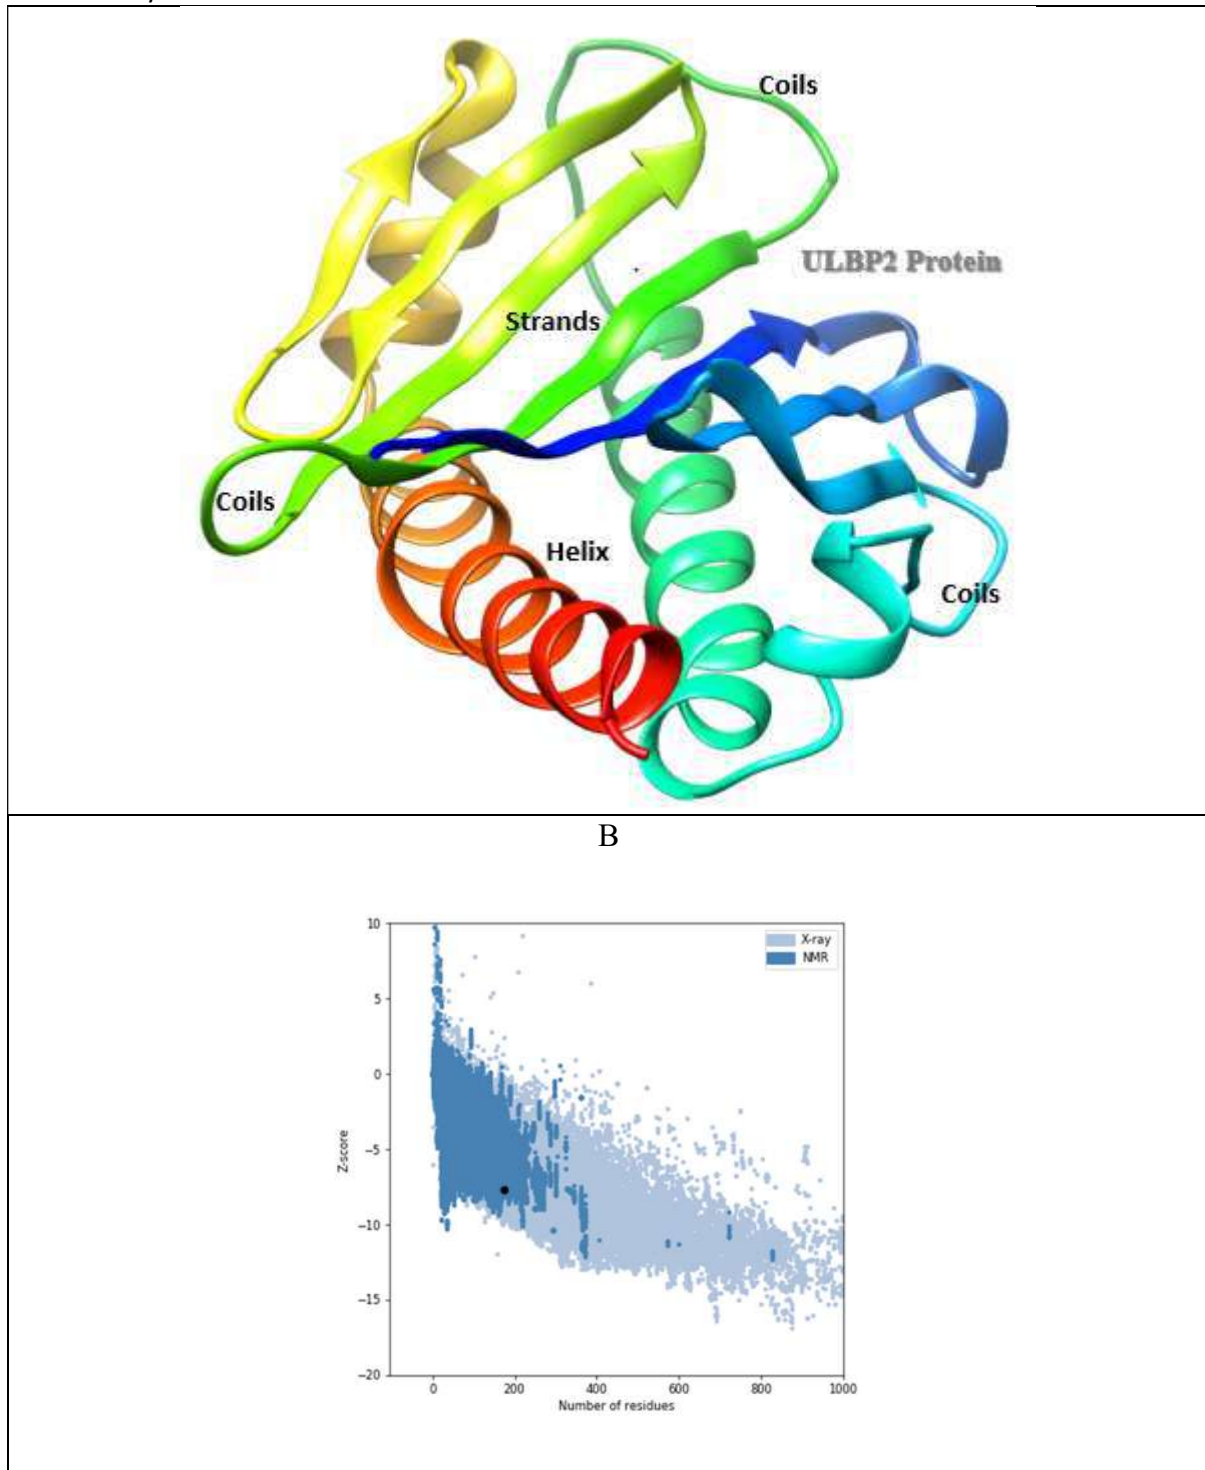 Coils
ULBP2 Protein
Strands
Coils
Helix
Coils
B
10
5
0
−5
−10
−15
−20
Z-score
X-ray
NMR
0 200 400 600 800 1000
Number of residues